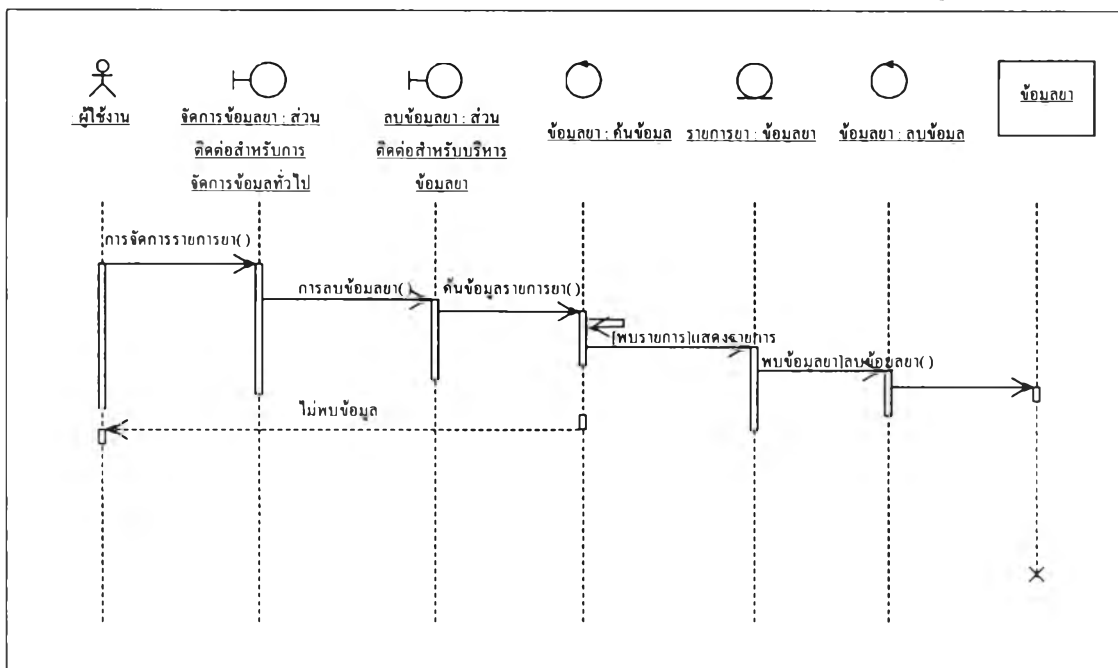 : ผู้ใช้งาน
จัดการข้อมูลยา : ส่วน
ติดต่อสำหรับการ
จัดการข้อมูลทั่วไป
ลบข้อมูลยา : ส่วน
ติดต่อสำหรับบริหาร
ข้อมูลยา
ข้อมูลยา : ค้นข้อมูล
รายการยา : ข้อมูลยา
ข้อมูลยา : ลบข้อมูล
ข้อมูลยา
การจัดการรายการยา()
การลบข้อมูลยา()
ค้นข้อมูลรายการยา()
[พบรายการ]แสดงรายการ
พบข้อมูลยา]ลบข้อมูลยา()
ไม่พบข้อมูล